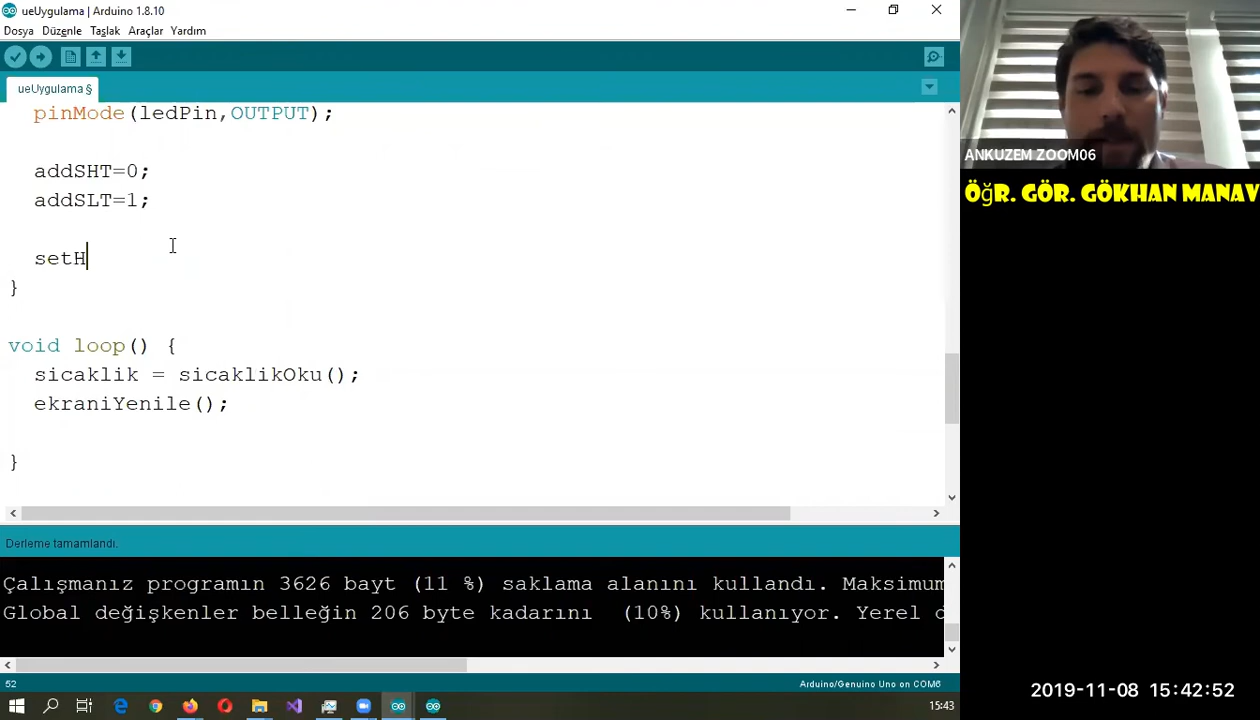 ueUygulama | Arduino 1.8.10
Dosya Düzenle Taslak Araçlar Yardım
ueUygulama §
pinMode(ledPin,OUTPUT);
addSHT=0;
addSLT=1;
setH
}
void loop() {
sicaklik = sicaklikOku();
ekraniYenile();
}
Derleme tamamlandı.
Çalışmanız programın 3626 bayt (11 %) saklama alanını kullandı. Maksimum
Global değişkenler belleğin 206 byte kadarını (10%) kullanıyor. Yerel d
52
Arduino/Genuino Uno on COM6
15:43
ANKUZEM ZOOM06
ÖĞR. GÖR. GÖKHAN MANAV
2019-11-08 15:42:52